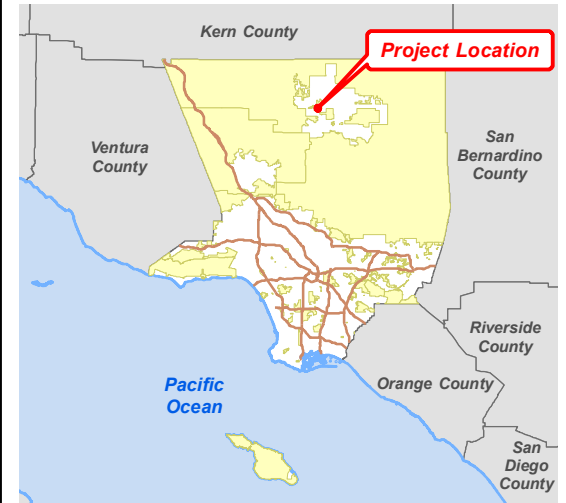 Kern County
Project Location
Ventura
County
San
Bernardino
County
Riverside
County
Orange County
Pacific
Ocean
San
Diego
County